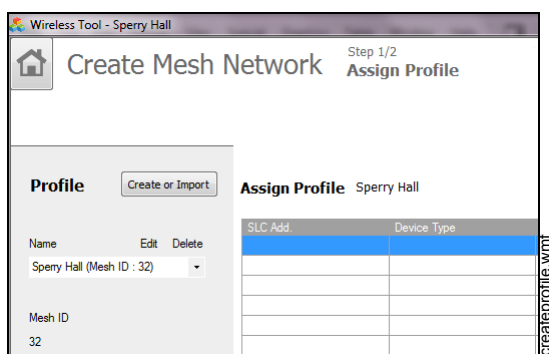 Wireless Tool - Sperry Hall
Create Mesh Network
Step 1/2
Assign Profile
Profile
Create or Import
Assign Profile Sperry Hall
SLC Add. Device Type
Name Edit Delete
Sperry Hall (Mesh ID : 32)
Mesh ID
32
createprofile.wmf